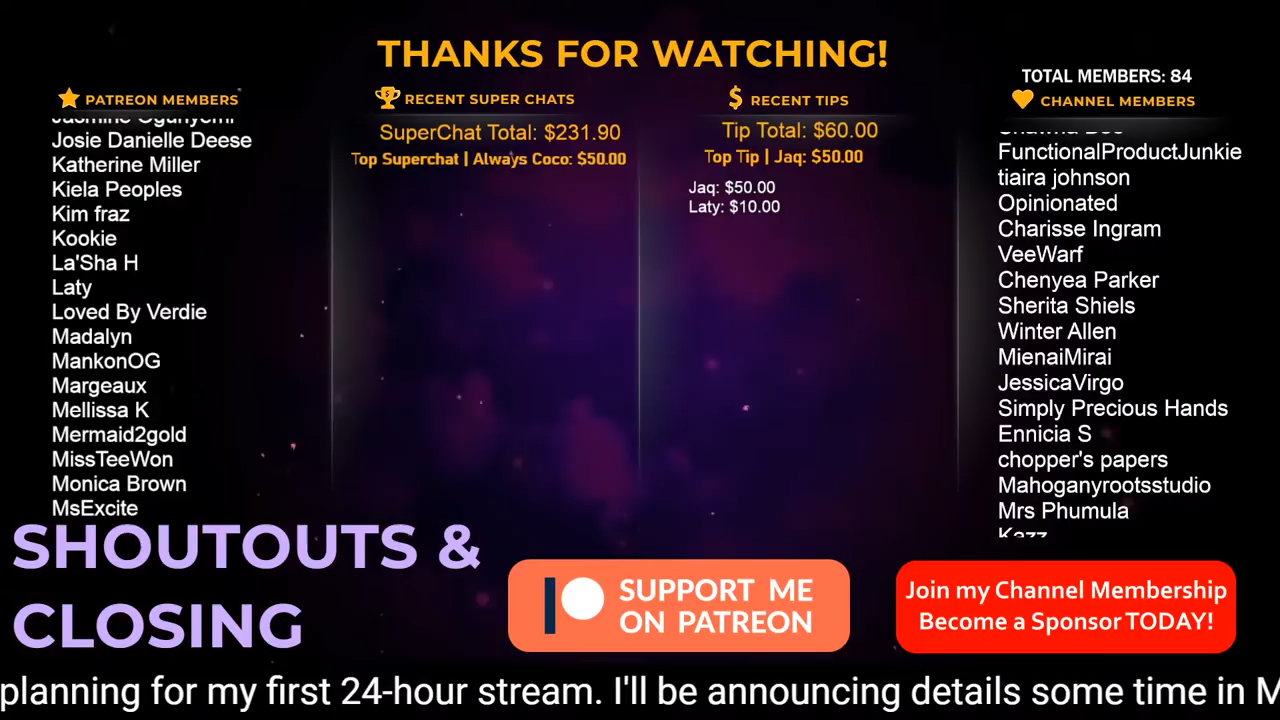 THANKS FOR WATCHING!
PATREON MEMBERS
Josie Danielle Deese
Katherine Miller
Kiela Peoples
Kim fraz
Kookie
La'Sha H
Laty
Loved By Verdie
Madalyn
MankonOG
Margeaux
Mellissa K
Mermaid2gold
MissTeeWon
Monica Brown
MsExcite
RECENT SUPER CHATS
SuperChat Total: $231.90
Top Superchat | Always Coco: $50.00
$ RECENT TIPS
Tip Total: $60.00
Top Tip | Jaq: $50.00
Jaq: $50.00
Laty: $10.00
TOTAL MEMBERS: 84
CHANNEL MEMBERS
FunctionalProductJunkie
tiaira johnson
Opinionated
Charisse Ingram
VeeWarf
Chenyea Parker
Sherita Shiels
Winter Allen
MienaiMirai
JessicaVirgo
Simply Precious Hands
Ennicia S
chopper's papers
Mahoganyrootsstudio
Mrs Phumula
Kazz
SHOUTOUTS &
CLOSING
SUPPORT ME
ON PATREON
Join my Channel Membership
Become a Sponsor TODAY!
planning for my first 24-hour stream. I'll be announcing details some time in M